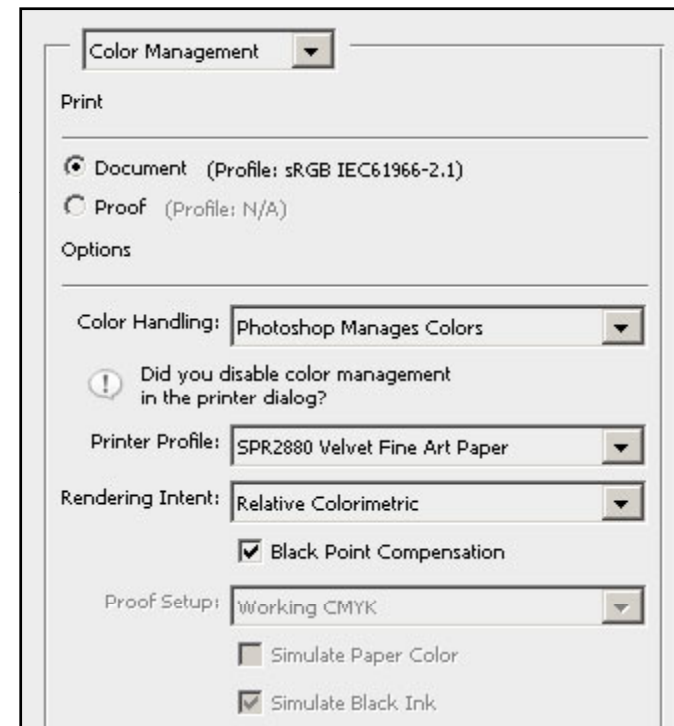 Color Management
Print
Document (Profile: sRGB IEC61966-2.1)
Proof (Profile: N/A)
Options
Color Handling: Photoshop Manages Colors
Did you disable color management
in the printer dialog?
Printer Profile: SPR2880 Velvet Fine Art Paper
Rendering Intent: Relative Colorimetric
Black Point Compensation
Proof Setup: Working CMYK
Simulate Paper Color
Simulate Black Ink